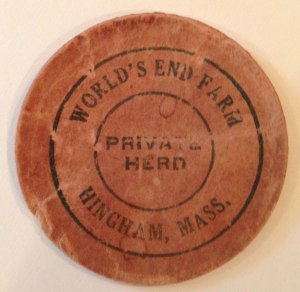 WORLD'S END FARM
PRIVATE
HERD
HINGHAM, MASS.